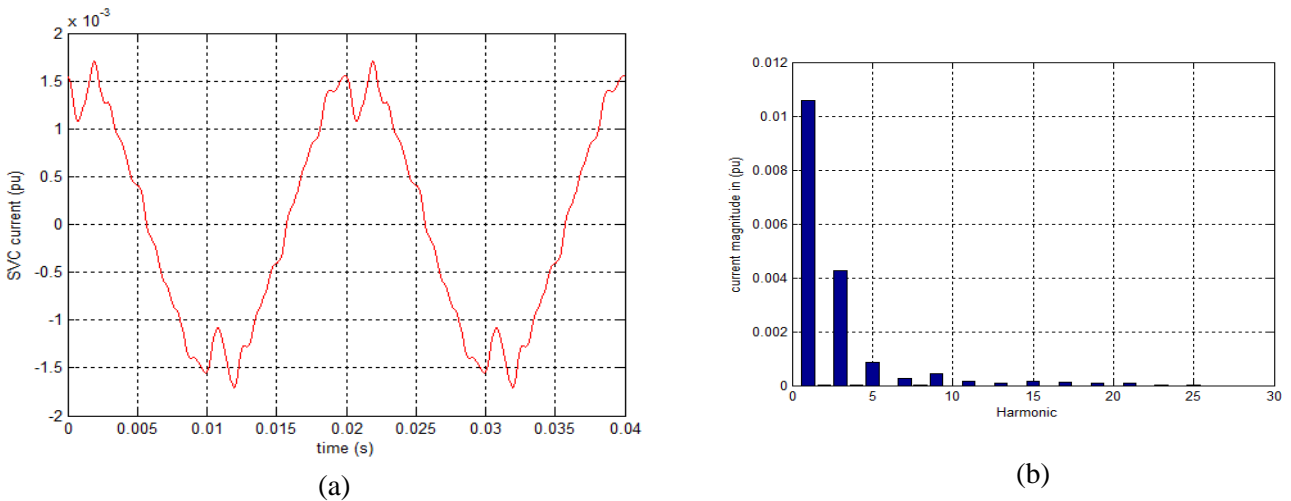 x 10⁻³
2
1.5
1
0.5
0
-0.5
-1
-1.5
-2
SVC current (pu)
0 0.005 0.01 0.015 0.02 0.025 0.03 0.035 0.04
time (s)
(a)
0.012
0.01
0.008
0.006
0.004
0.002
0
current magnitude in (pu)
0 5 10 15 20 25 30
Harmonic
(b)